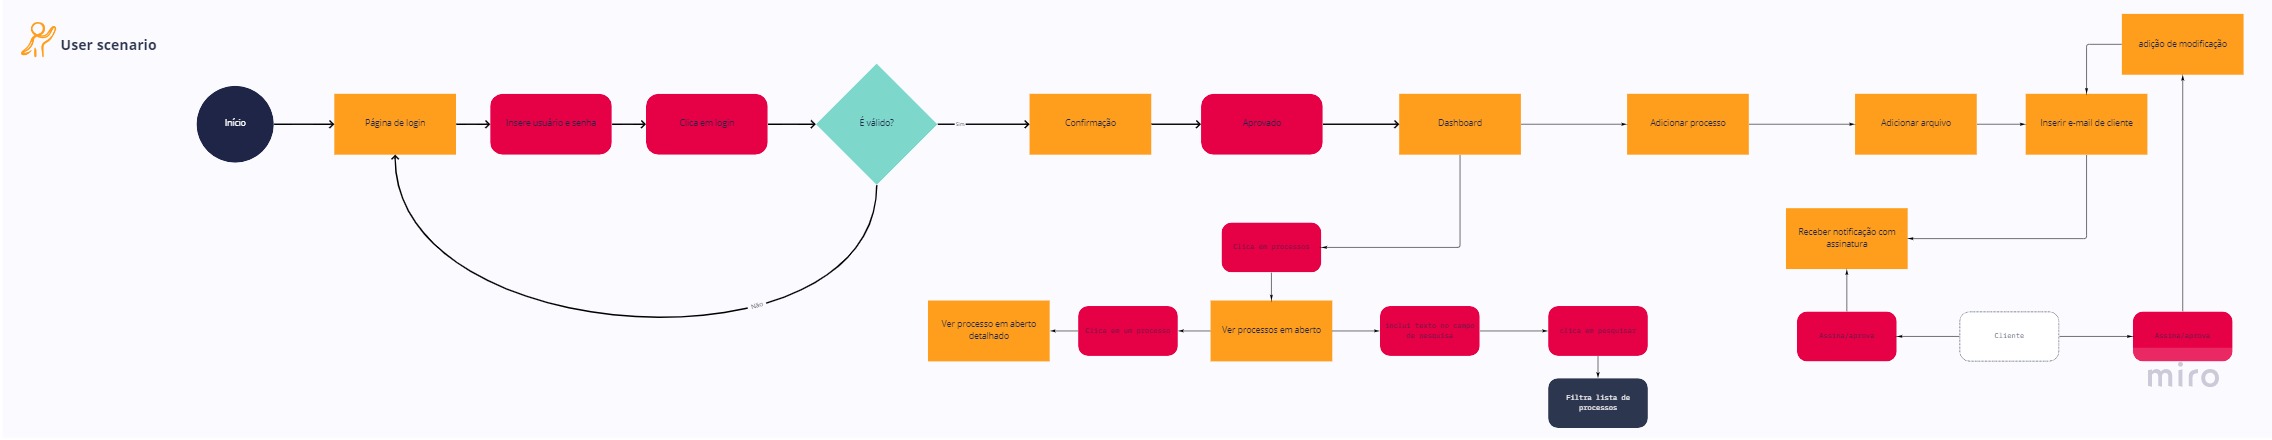 User scenario
adição de modificação
Início
Página de login
Insere usuário e senha
Clica em login
É válido?
Sim
Confirmação
Aprovado
Dashboard
Adicionar processo
Adicionar arquivo
Inserir e-mail de cliente
Não
Clica em processos
Receber notificação com
assinatura
Ver processo em aberto
detalhado
Clica em um processo
Ver processos em aberto
Inclui texto no campo
de pesquisa
Clica em pesquisar
Assina/aprova
Cliente
Assina/aprova
Filtra lista de
processos
miro